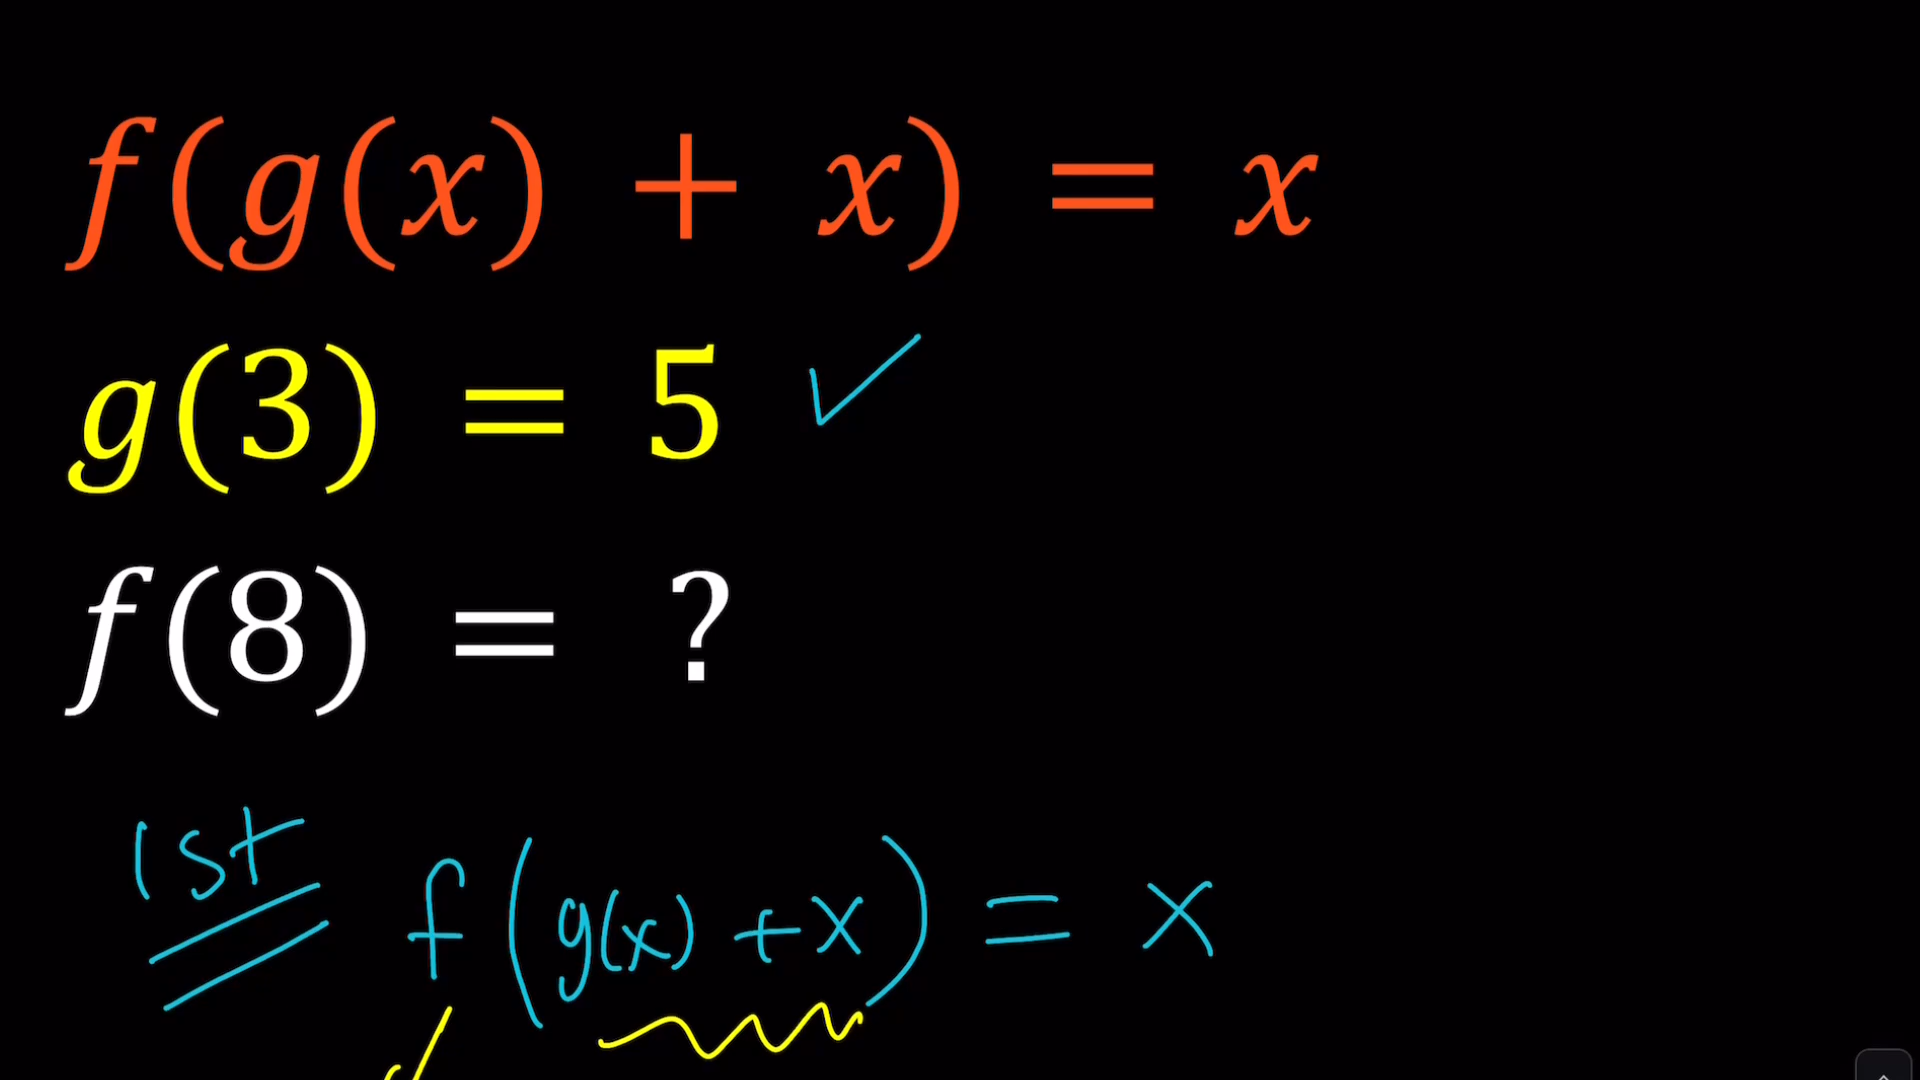 f(g(x) + x) = x
g(3) = 5 ✓
f(8) = ?
1st f(g(x) + x) = x